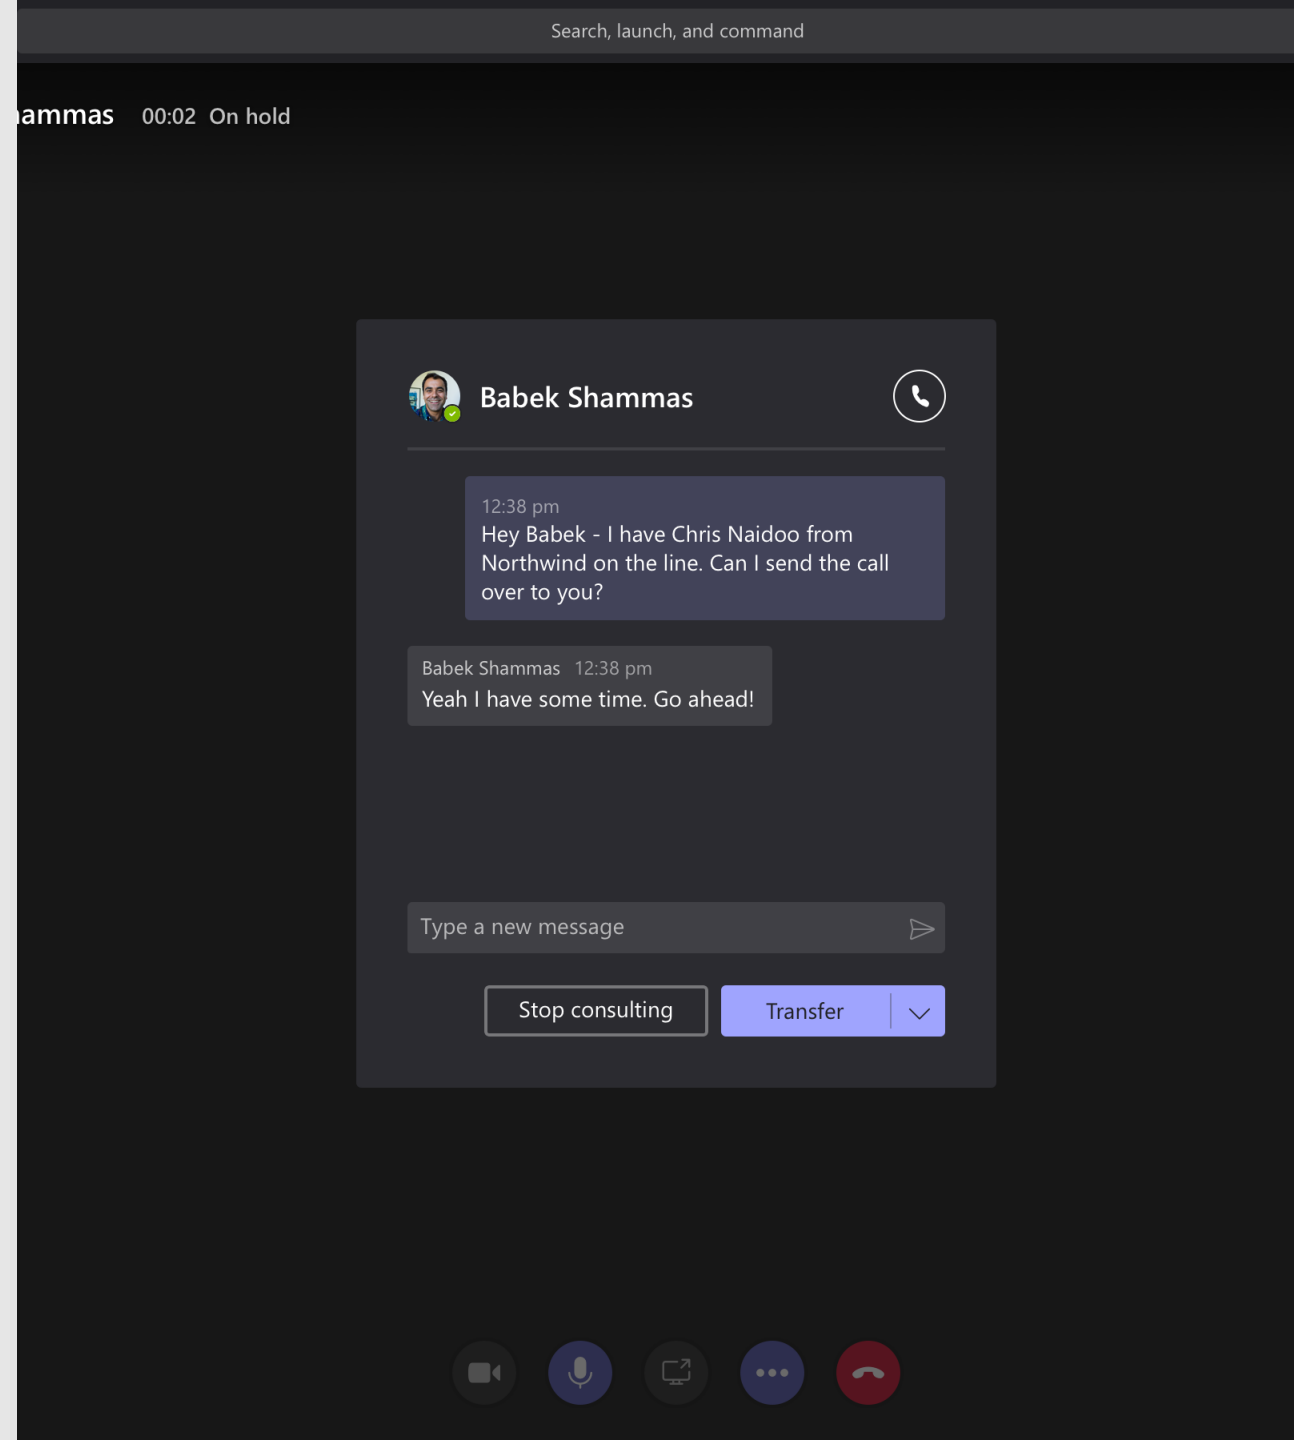 Search, launch, and command
ammas 00:02 On hold
Babek Shammas
12:38 pm
Hey Babek - I have Chris Naidoo from
Northwind on the line. Can I send the call
over to you?
Babek Shammas 12:38 pm
Yeah I have some time. Go ahead!
Type a new message
Stop consulting
Transfer